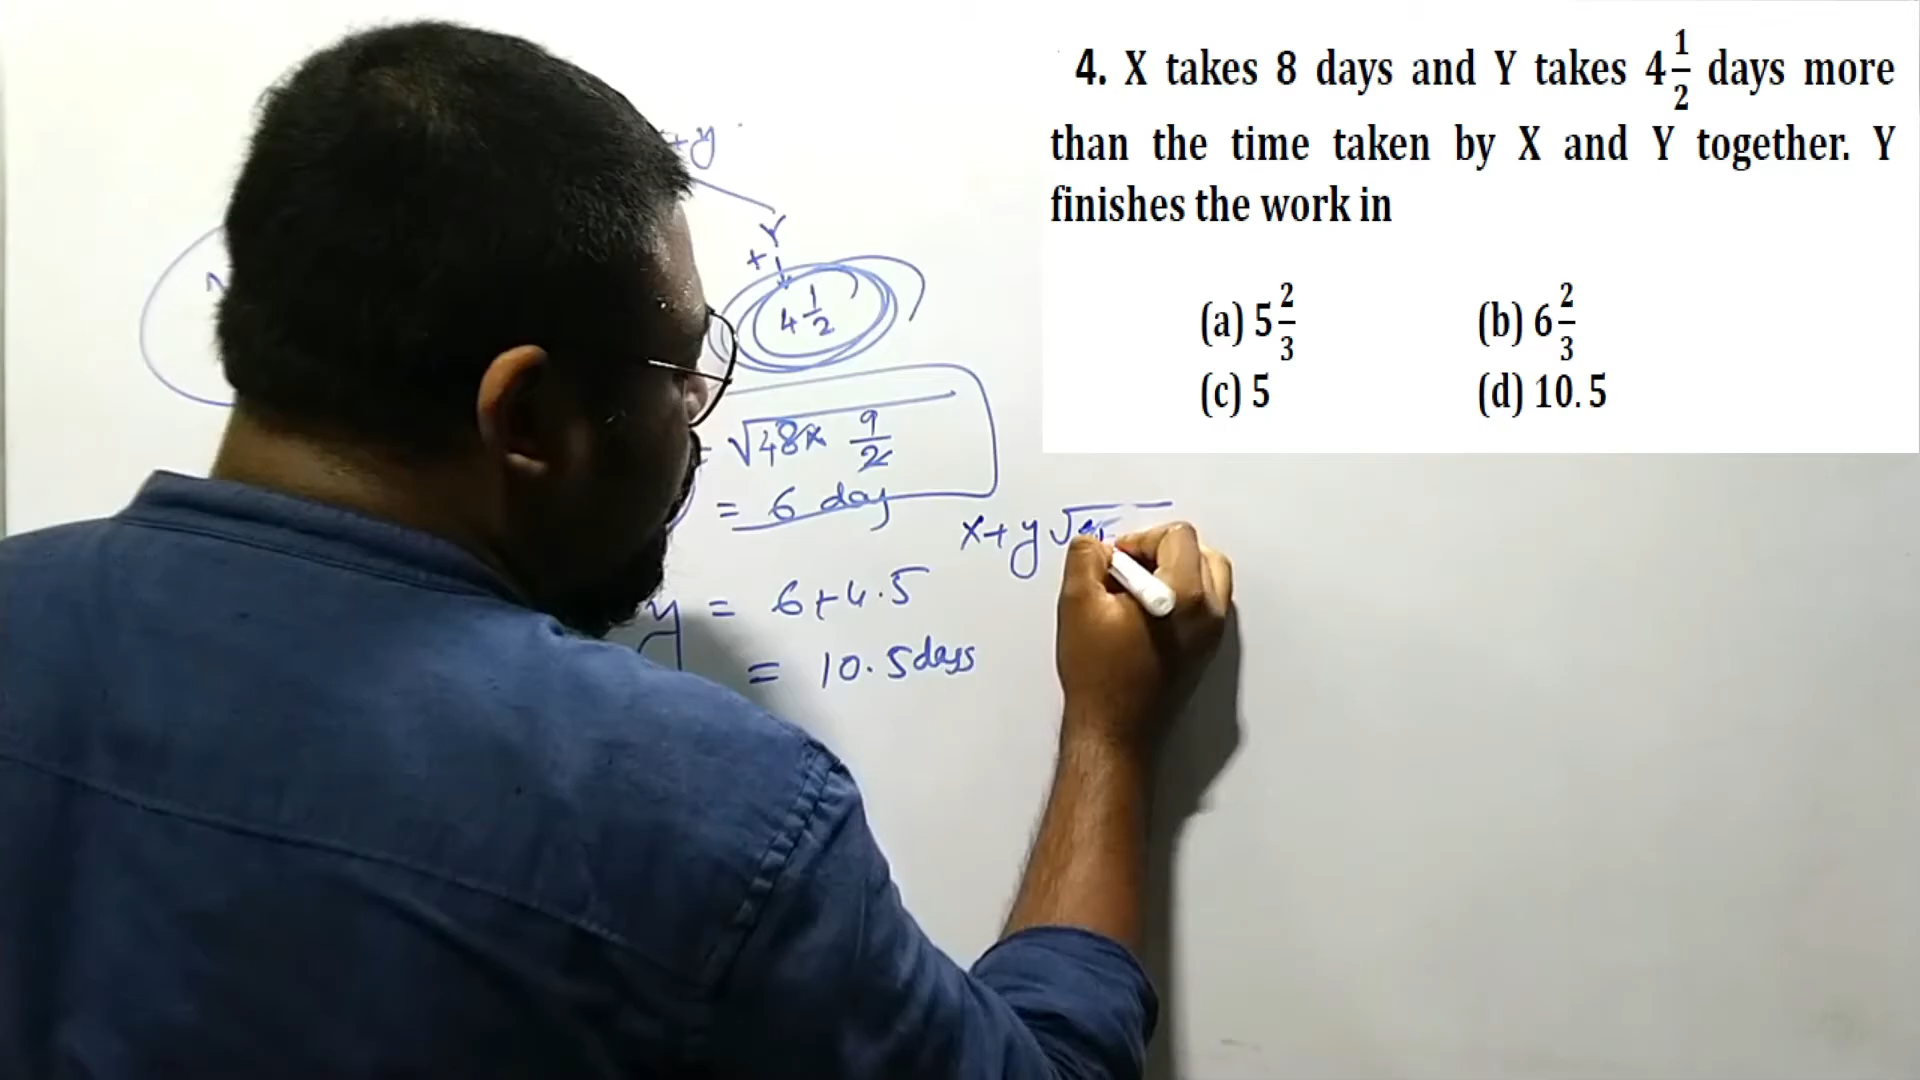 4. X takes 8 days and Y takes 4 1/2 days more
than the time taken by X and Y together. Y
finishes the work in
(a) 5 2/3 (b) 6 2/3
(c) 5 (d) 10.5
+y
Y
+
4 1/2
= √48x 9/2
= 6 day
y = 6+4.5
= 10.5days
x+y √